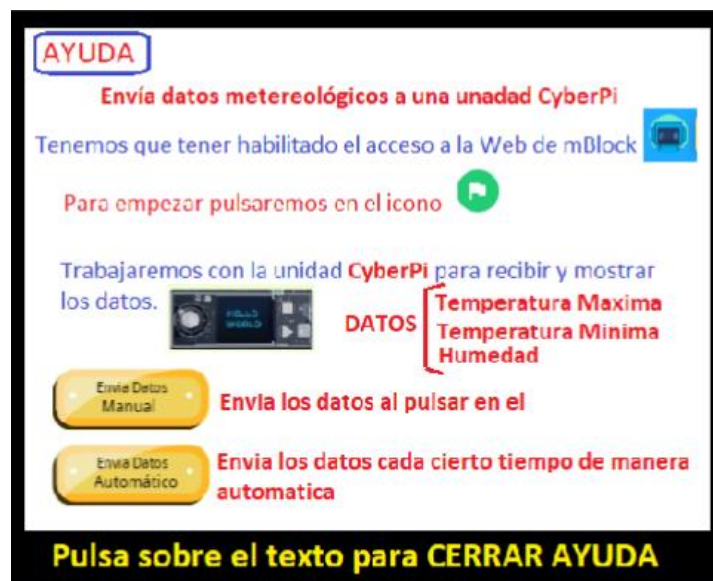 AYUDA
Envía datos metereológicos a una unadad CyberPi
Tenemos que tener habilitado el acceso a la Web de mBlock
Para empezar pulsaremos en el icono
Trabajaremos con la unidad CyberPi para recibir y mostrar
los datos.
HELLO
WORLD
DATOS
Temperatura Maxima
Temperatura Minima
Humedad
Envia Datos
Manual
Envia los datos al pulsar en el
Envia Datos
Automático
Envia los datos cada cierto tiempo de manera
automatica
Pulsa sobre el texto para CERRAR AYUDA